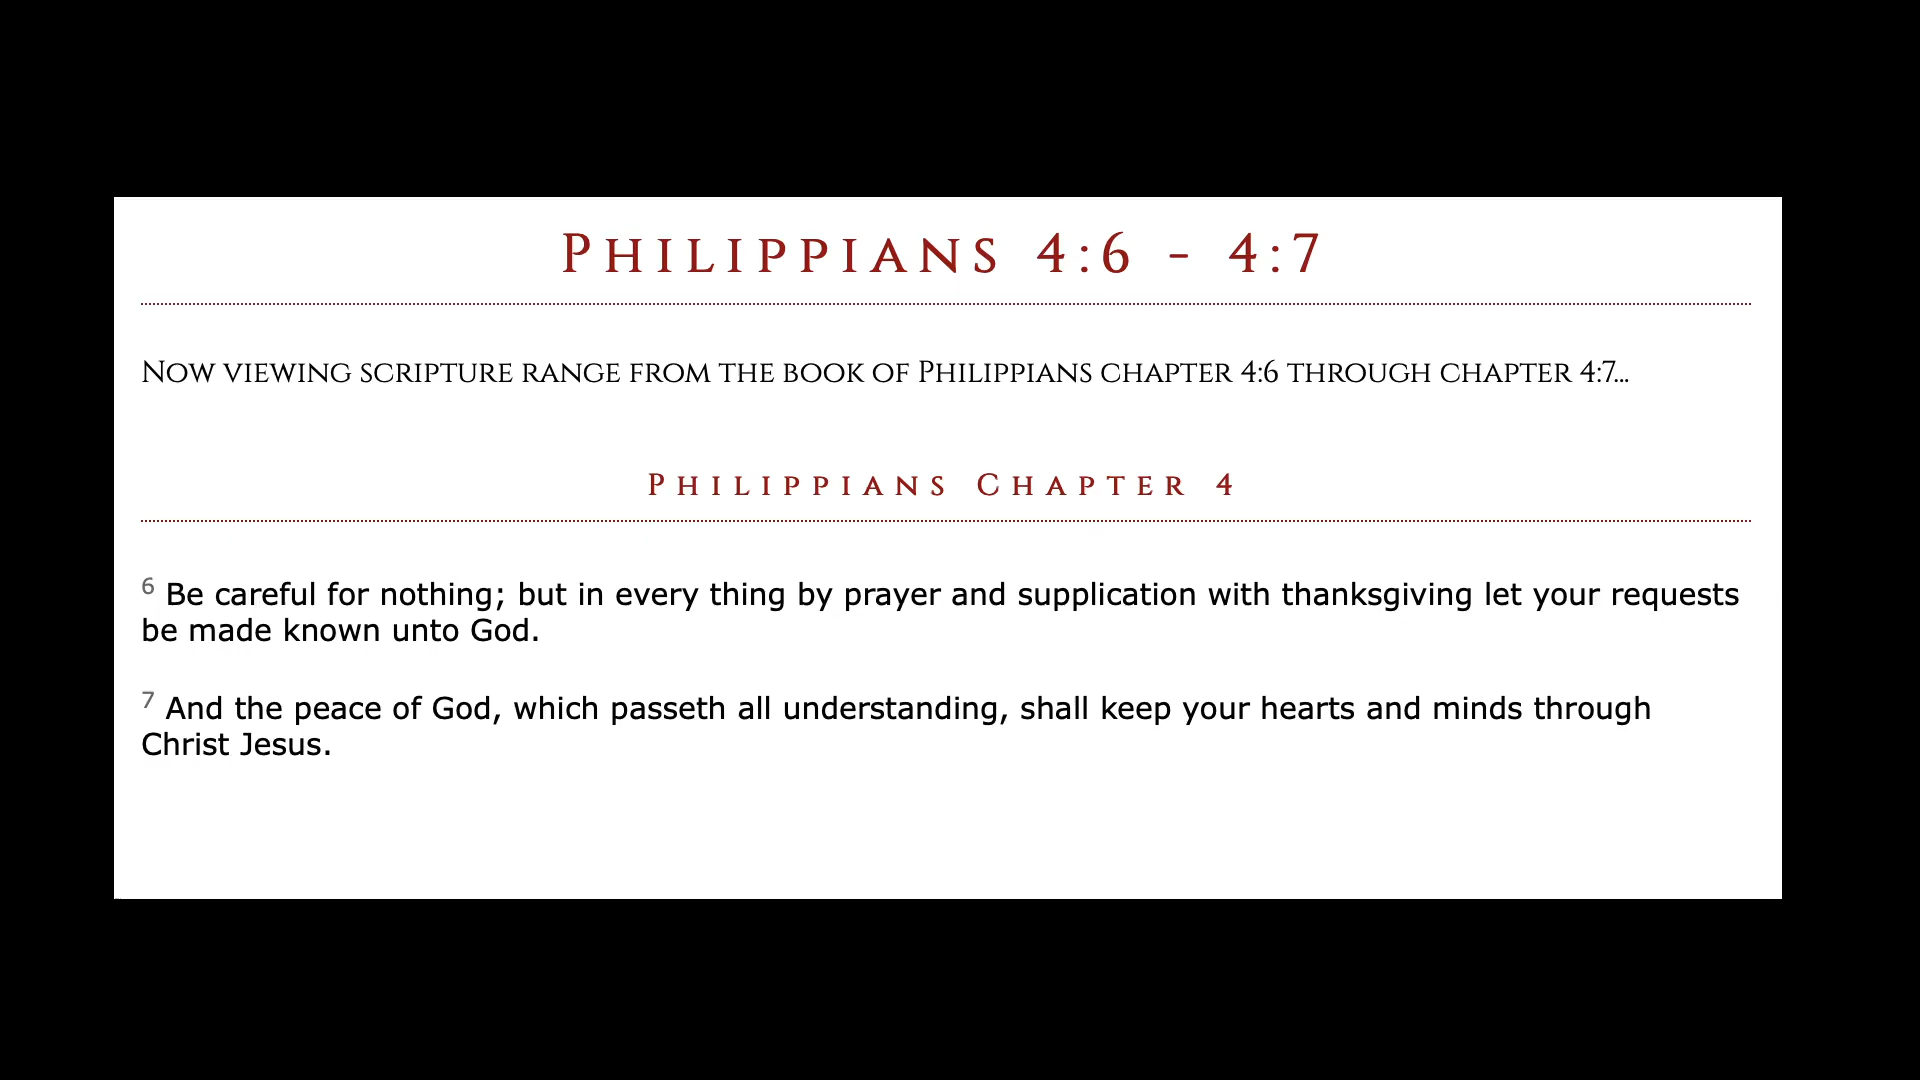 Philippians 4:6 - 4:7
Now viewing scripture range from the book of Philippians chapter 4:6 through chapter 4:7...
Philippians Chapter 4
6 Be careful for nothing; but in every thing by prayer and supplication with thanksgiving let your requests
be made known unto God.
7 And the peace of God, which passeth all understanding, shall keep your hearts and minds through
Christ Jesus.